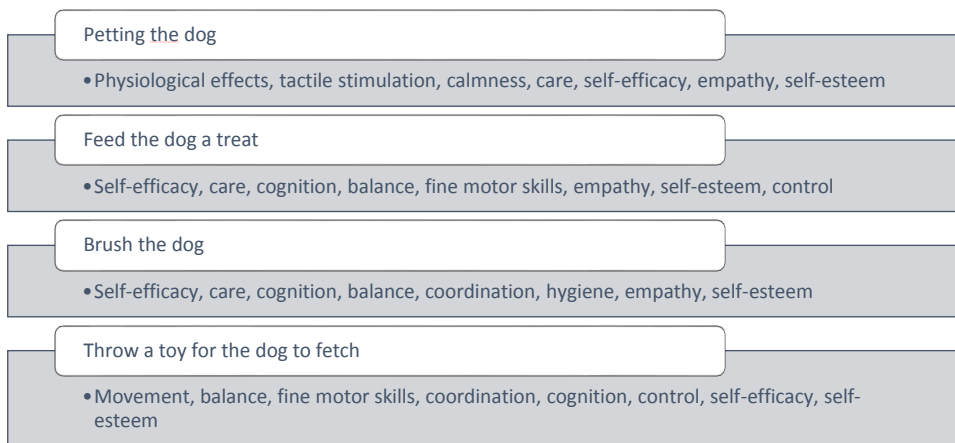 Petting the dog
•Physiological effects, tactile stimulation, calmness, care, self-efficacy, empathy, self-esteem
Feed the dog a treat
•Self-efficacy, care, cognition, balance, fine motor skills, empathy, self-esteem, control
Brush the dog
•Self-efficacy, care, cognition, balance, coordination, hygiene, empathy, self-esteem
Throw a toy for the dog to fetch
•Movement, balance, fine motor skills, coordination, cognition, control, self-efficacy, self-
esteem